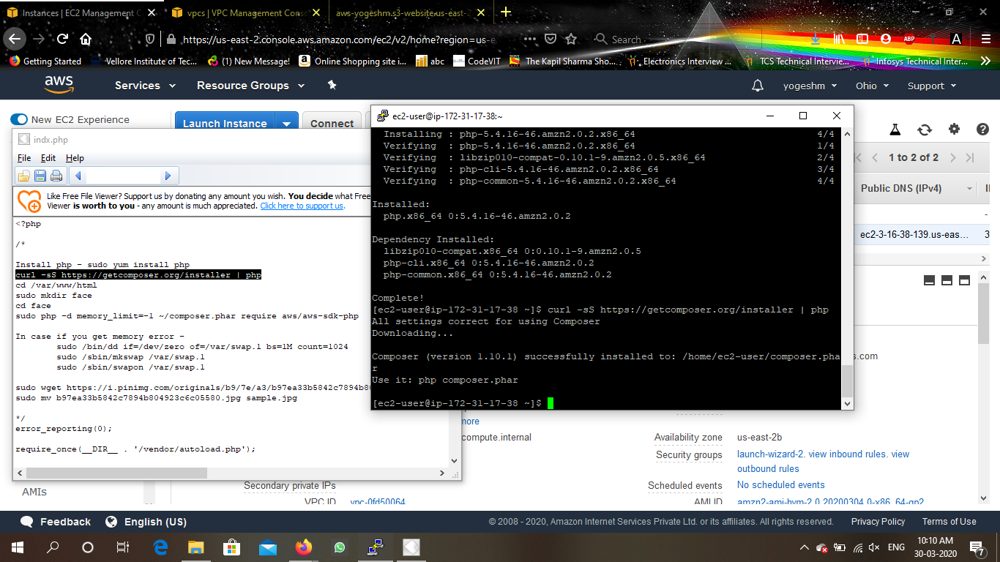 Instances | EC2 Management C
vpcs | VPC Management Cons
aws-yogeshm.s3-website.us-east-2
https://us-east-2.console.aws.amazon.com/ec2/v2/home?region=us-e
Search
ABP
A
Getting Started
Vellore Institute of Tec...
(1) New Message!
Online Shopping site i...
abc
CodeVIT
The Kapil Sharma Sho...
Electronics Interview ...
TCS Technical Interview...
Infosys Technical Inter...
aws
Services
Resource Groups
yogeshm
Ohio
Support
New EC2 Experience
Launch Instance
Connect
1 to 2 of 2
Public DNS (IPv4)
-
ec2-3-16-38-139.us-eas...
3
indx.php
File Edit Help
Like Free File Viewer? Support us by donating any amount you wish. You decide what Free
Viewer is worth to you - any amount is much appreciated. Click here to support us.
<?php
/*
Install php - sudo yum install php
curl -sS https://getcomposer.org/installer | php
cd /var/www/html
sudo mkdir face
cd face
sudo php -d memory_limit=-1 ~/composer.phar require aws/aws-sdk-php
In case if you get memory error -
sudo /bin/dd if=/dev/zero of=/var/swap.1 bs=1M count=1024
sudo /sbin/mkswap /var/swap.1
sudo /sbin/swapon /var/swap.1
sudo wget https://i.pinimg.com/originals/b9/7e/a3/b97ea33b5842c7894b80
sudo mv b97ea33b5842c7894b804923c6c05580.jpg sample.jpg
*/
error_reporting(0);
require_once(__DIR__ . '/vendor/autoload.php');
ec2-user@ip-172-31-17-38:~
Installing : php-5.4.16-46.amzn2.0.2.x86_64 4/4
Verifying : php-5.4.16-46.amzn2.0.2.x86_64 1/4
Verifying : libzip010-compat-0.10.1-9.amzn2.0.5.x86_64 2/4
Verifying : php-cli-5.4.16-46.amzn2.0.2.x86_64 3/4
Verifying : php-common-5.4.16-46.amzn2.0.2.x86_64 4/4
Installed:
php.x86_64 0:5.4.16-46.amzn2.0.2
Dependency Installed:
libzip010-compat.x86_64 0:0.10.1-9.amzn2.0.5
php-cli.x86_64 0:5.4.16-46.amzn2.0.2
php-common.x86_64 0:5.4.16-46.amzn2.0.2
Complete!
[ec2-user@ip-172-31-17-38 ~]$ curl -sS https://getcomposer.org/installer | php
All settings correct for using Composer
Downloading...
Composer (version 1.10.1) successfully installed to: /home/ec2-user/composer.pha
r
Use it: php composer.phar
[ec2-user@ip-172-31-17-38 ~]$
s.com
more
compute.internal
Availability zone us-east-2b
Security groups launch-wizard-2. view inbound rules. view
outbound rules
Secondary private IPs
Scheduled events No scheduled events
AMIs
VPC ID vpc-0fd50064
AMI ID amzn2-ami-hvm-2.0.20200304.0-x86_64-gp2
Feedback
English (US)
© 2008 - 2020, Amazon Internet Services Private Ltd. or its affiliates. All rights reserved.
Privacy Policy
Terms of Use
ENG
10:10 AM
30-03-2020
7